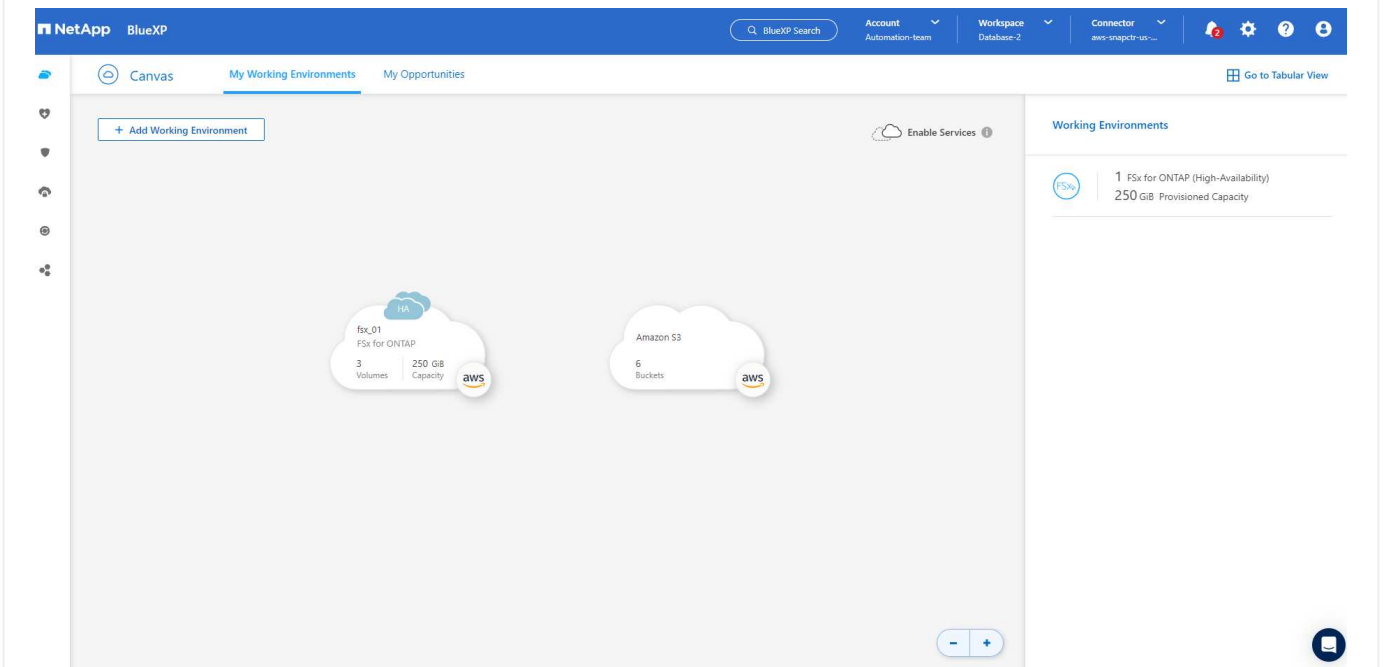 NetApp BlueXP
BlueXP Search
Account
Automation-team
Workspace
Database-2
Connector
aws-snapctr-us-...
2
Canvas
My Working Environments
My Opportunities
Go to Tabular View
+ Add Working Environment
Enable Services
Working Environments
FSx
1 FSx for ONTAP (High-Availability)
250 GiB Provisioned Capacity
HA
fsx_01
FSx for ONTAP
3 250 GiB
Volumes Capacity
aws
Amazon S3
6
Buckets
aws
- +